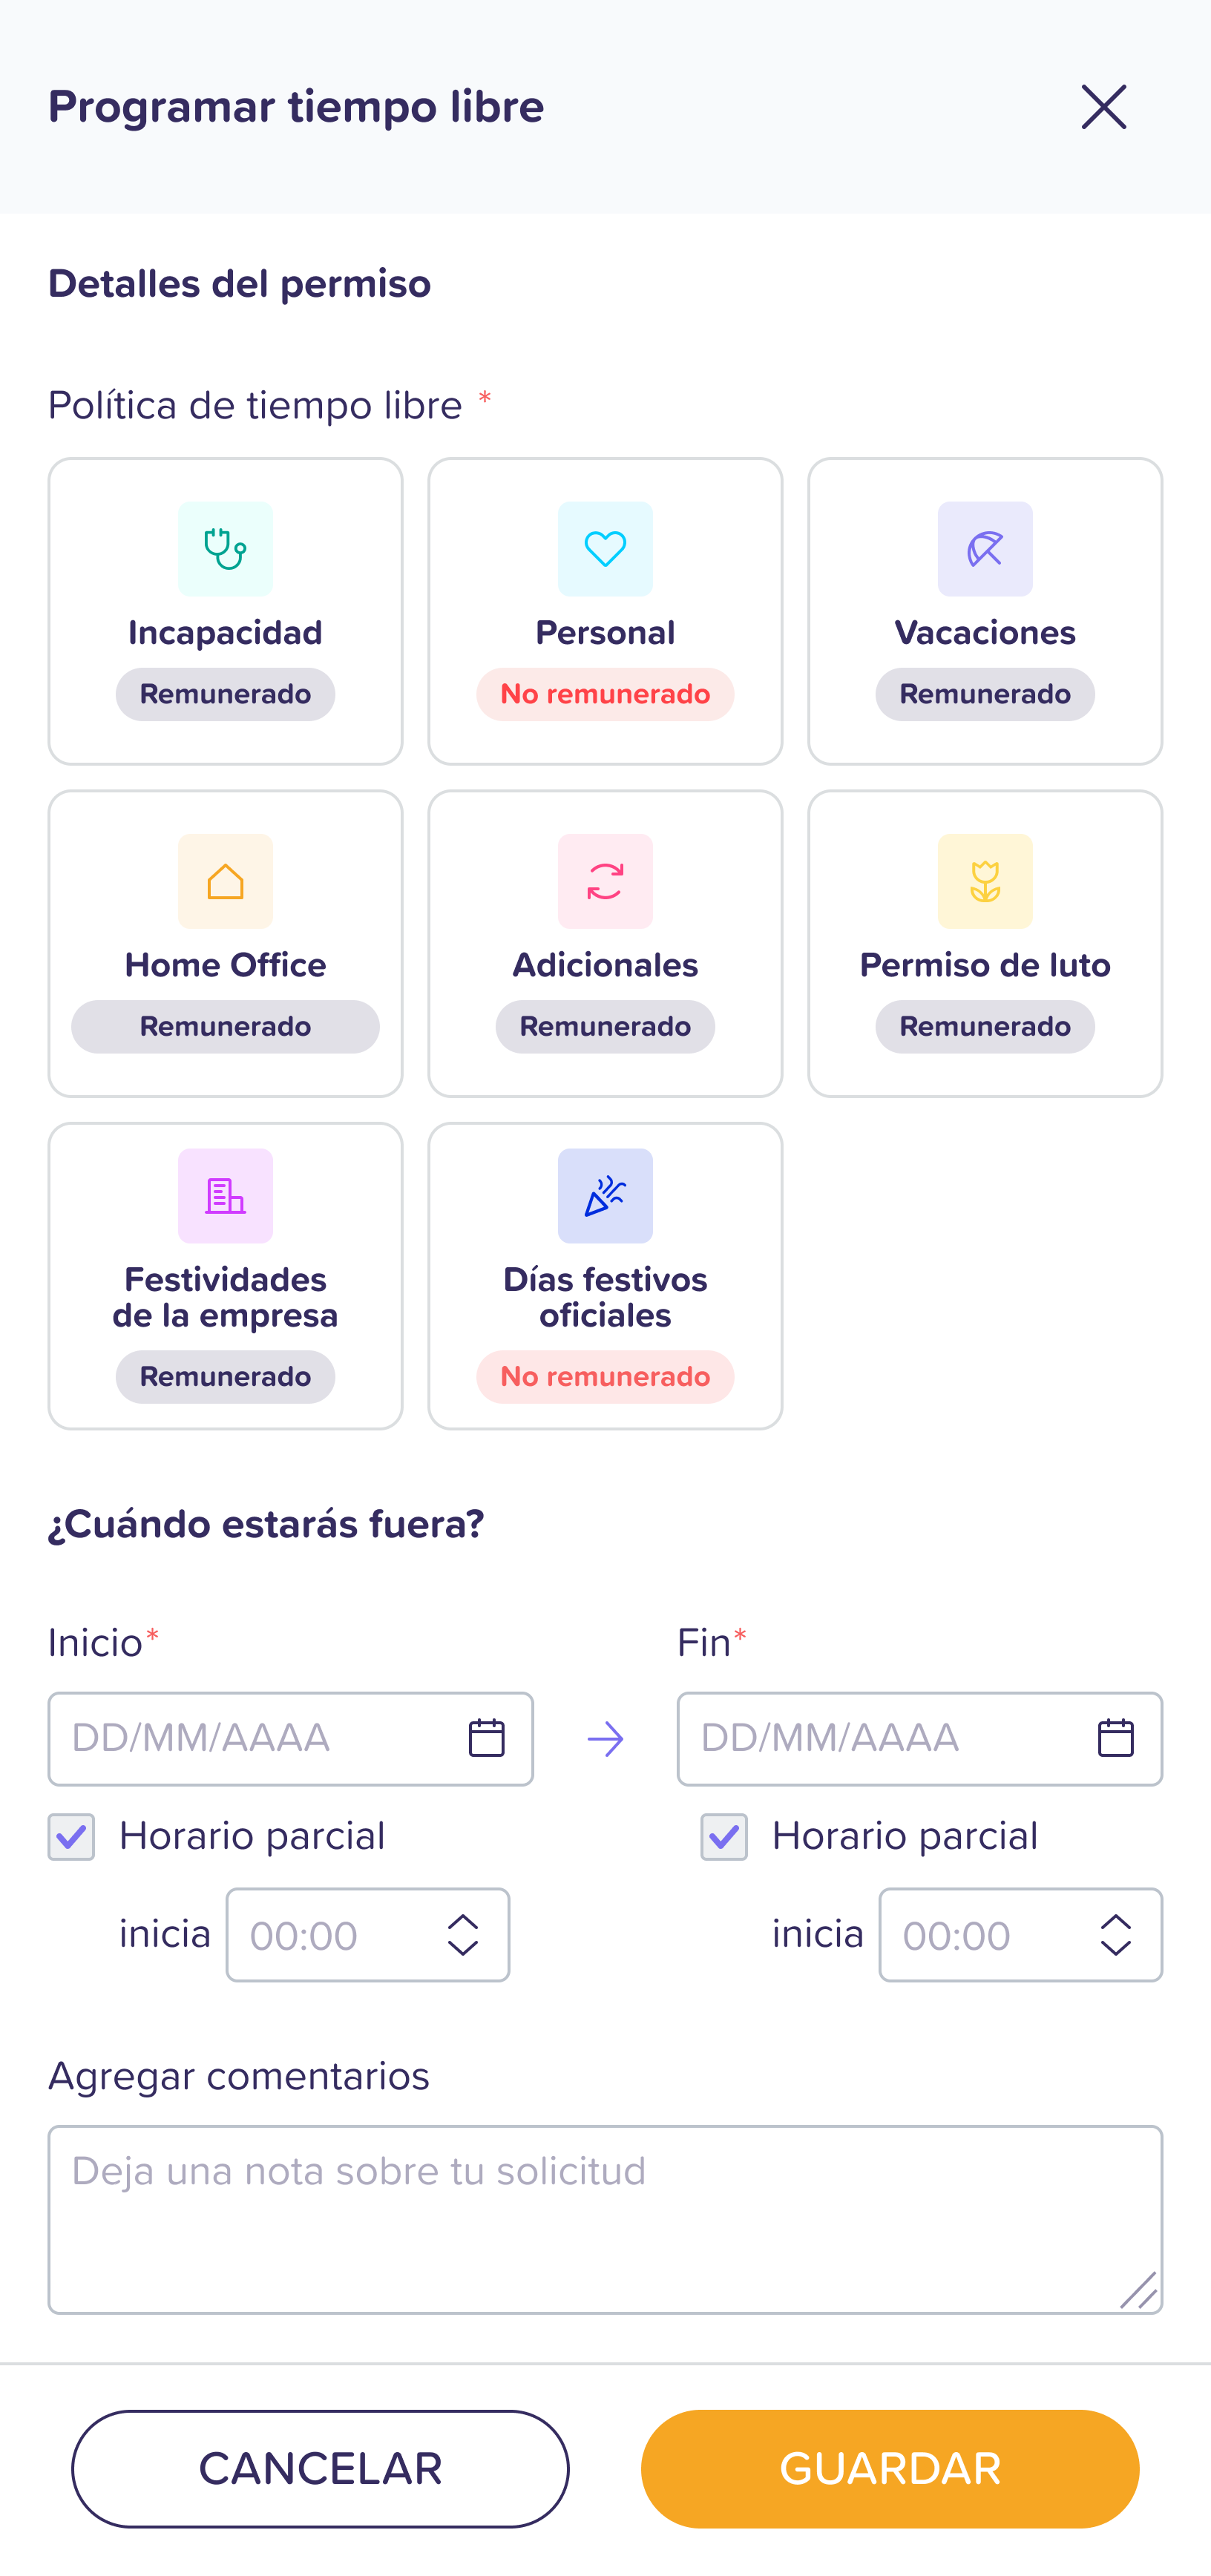 Programar tiempo libre
Detalles del permiso
Política de tiempo libre *
Incapacidad
Remunerado
Personal
No remunerado
Vacaciones
Remunerado
Home Office
Remunerado
Adicionales
Remunerado
Permiso de luto
Remunerado
Festividades
de la empresa
Remunerado
Días festivos
oficiales
No remunerado
¿Cuándo estarás fuera?
Inicio*
DD/MM/AAAA
Horario parcial
inicia 00:00
Fin*
DD/MM/AAAA
Horario parcial
inicia 00:00
Agregar comentarios
Deja una nota sobre tu solicitud
CANCELAR
GUARDAR